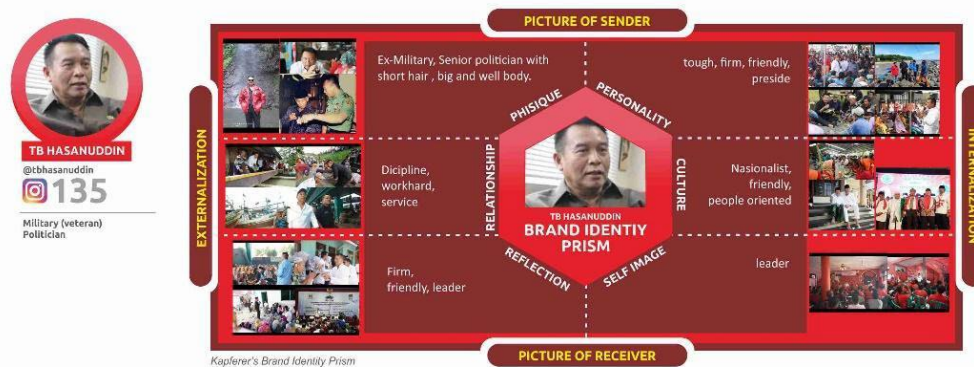 PICTURE OF SENDER
TB HASANUDDIN
@tbhasanuddin
135
Military (veteran)
Politician
EXTERNALIZATION
Ex-Military, Senior politician with
short hair , big and well body.
tough, firm, friendly,
preside
PHISIQUE
PERSONALITY
Dicipline,
workhard,
service
RELATIONSHIP
CULTURE
Nasionalist,
friendly,
people oriented
TB HASANUDDIN
BRAND IDENTIY
PRISM
REFLECTION
SELF IMAGE
Firm,
friendly, leader
leader
PICTURE OF RECEIVER
Kapferer's Brand Identity Prism